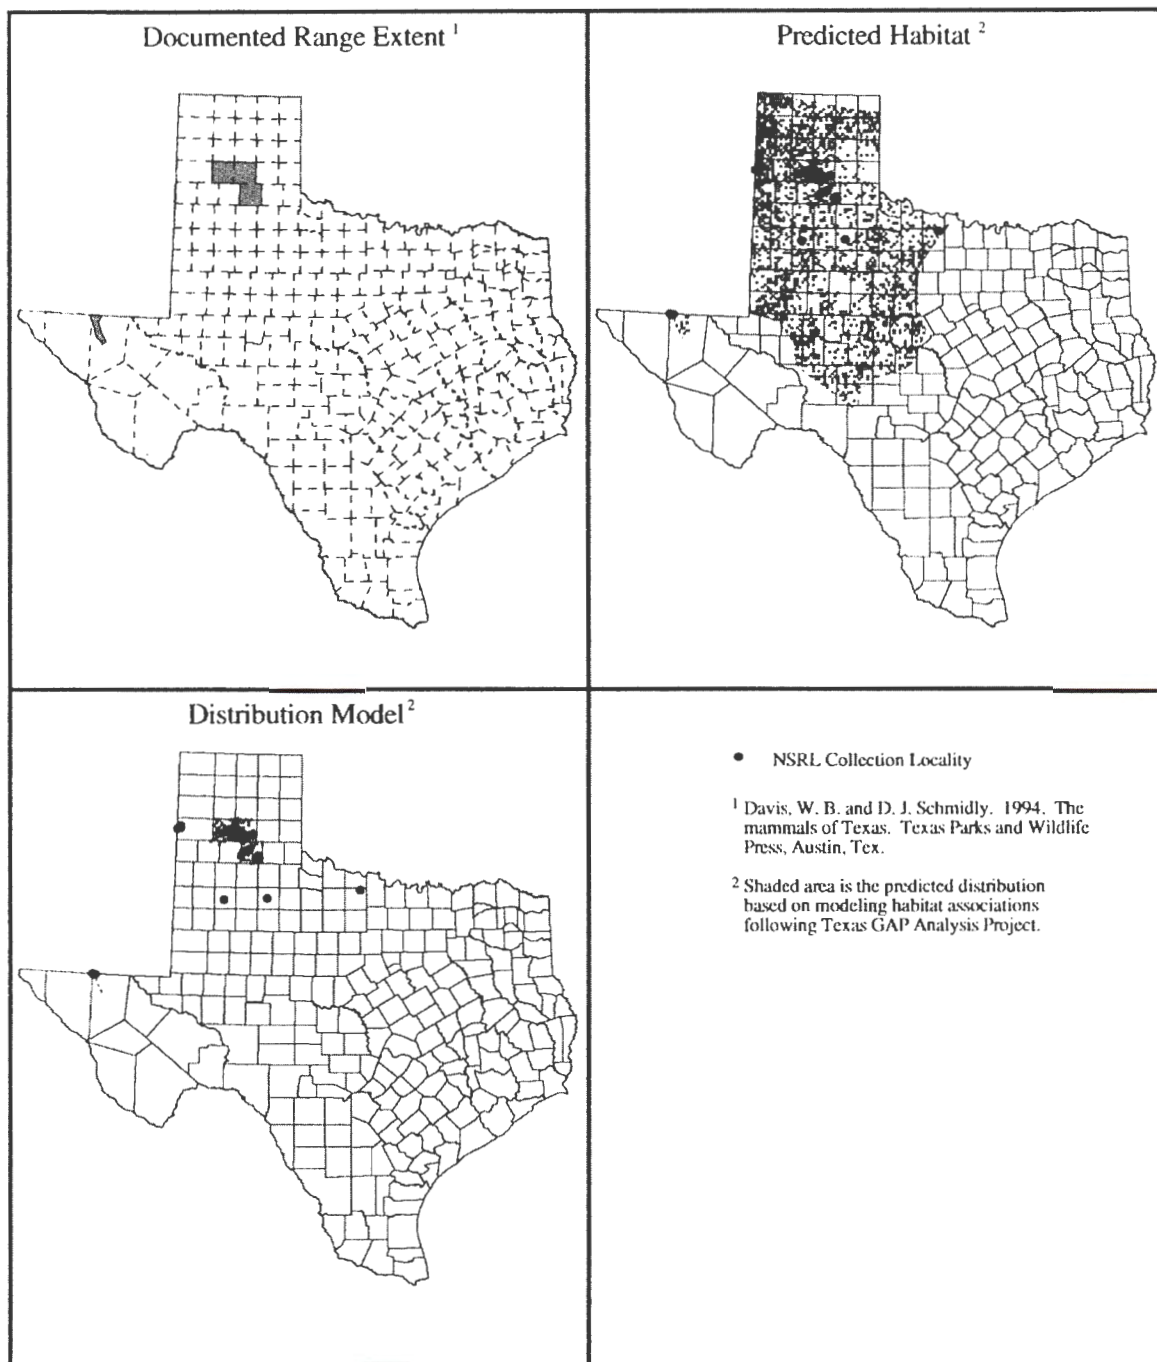 Documented Range Extent 1
Predicted Habitat 2
Distribution Model 2
NSRL Collection Locality
1 Davis, W. B. and D. J. Schmidly. 1994. The
mammals of Texas. Texas Parks and Wildlife
Press, Austin, Tex.
2 Shaded area is the predicted distribution
based on modeling habitat associations
following Texas GAP Analysis Project.